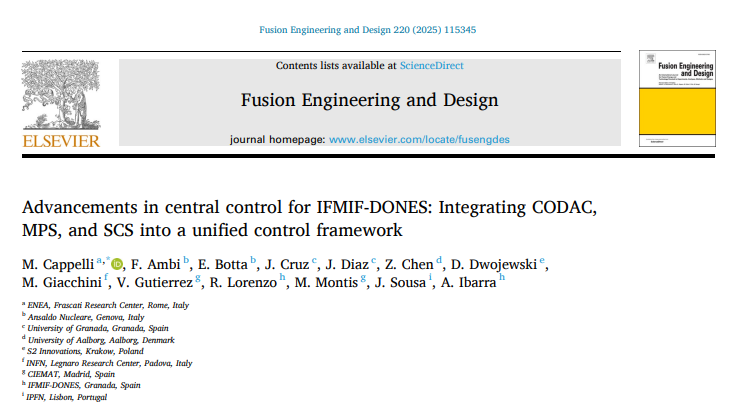 Fusion Engineering and Design 220 (2025) 115345
Contents lists available at ScienceDirect
Fusion Engineering and Design
journal homepage: www.elsevier.com/locate/fusengdes
ELSEVIER
Fusion Engineering
and Design
Advancements in central control for IFMIF-DONES: Integrating CODAC,
MPS, and SCS into a unified control framework
M. Cappelli a,*, F. Ambi b, E. Botta b, J. Cruz c, J. Diaz c, Z. Chen d, D. Dwojewski e,
M. Giacchini f, V. Gutierrez g, R. Lorenzo h, M. Montis g, J. Sousa i, A. Ibarra h
a ENEA, Frascati Research Center, Rome, Italy
b Ansaldo Nucleare, Genova, Italy
c University of Granada, Granada, Spain
d University of Aalborg, Aalborg, Denmark
e S2 Innovations, Krakow, Poland
f INFN, Legnaro Research Center, Padova, Italy
g CIEMAT, Madrid, Spain
h IFMIF-DONES, Granada, Spain
i IPFN, Lisbon, Portugal